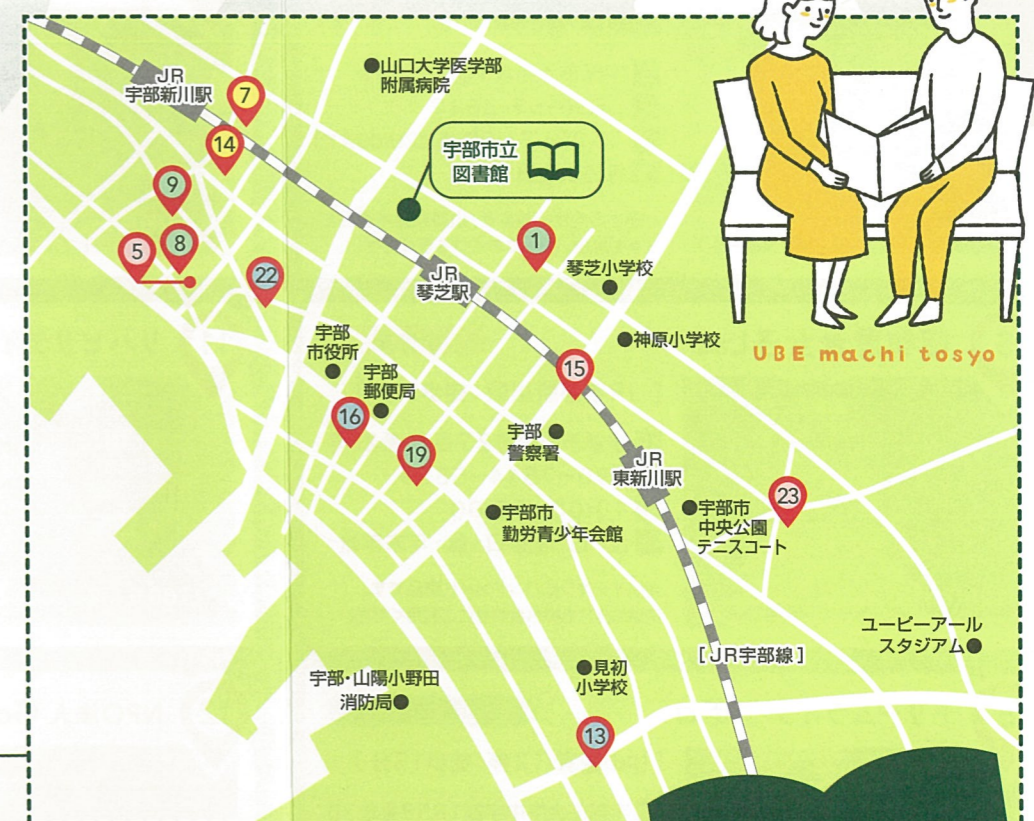 JR
宇部新川駅
7
14
9
5
8
22
●山口大学医学部
附属病院
宇部市立
図書館
1
琴芝小学校
JR
琴芝駅
●神原小学校
UBE machi tosyo
宇部
市役所
宇部
郵便局
15
16
19
宇部
警察署
JR
東新川駅
23
●宇部市
中央公園
テニスコート
●宇部市
勤労青少年会館
ユーピーアール
スタジアム●
[JR宇部線]
●見初
小学校
宇部・山陽小野田
消防局●
13